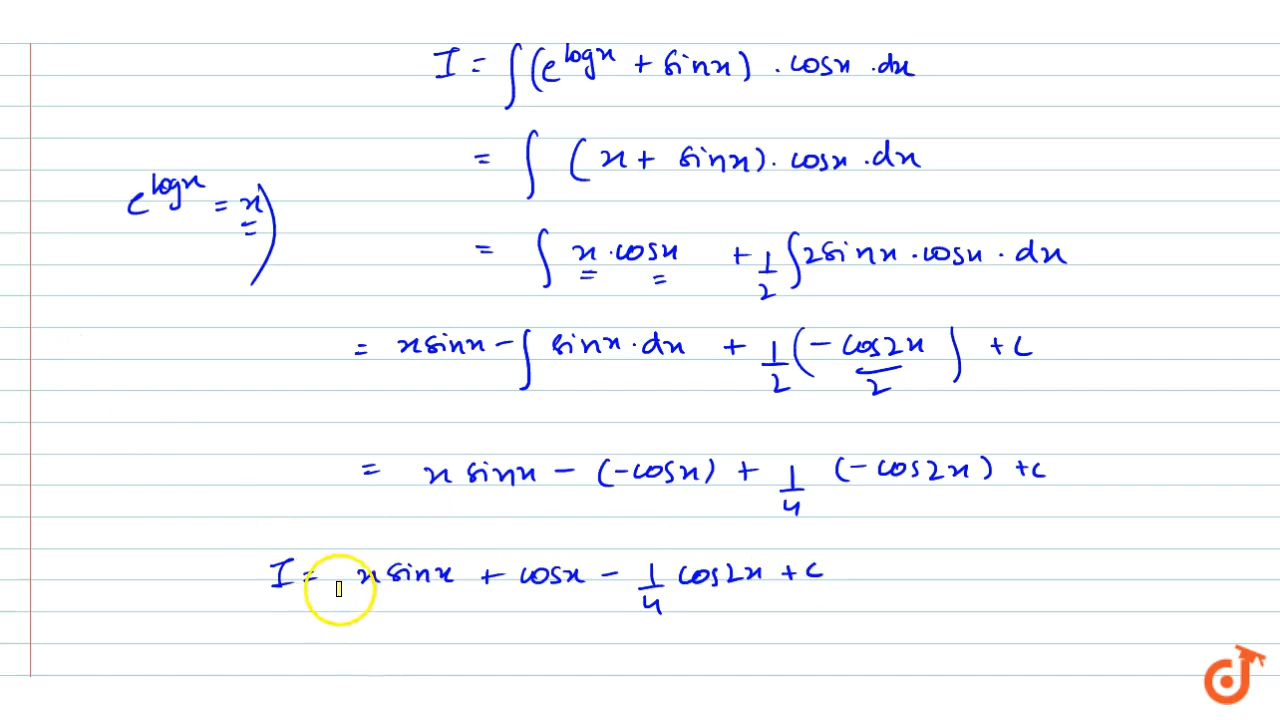 I = ∫(e^logx + sinx) . cosx . dx
= ∫ (x + sinx) . cosx . dx
e^logx = x)
= ∫ x . cosx + 1/2 ∫ 2sinx . cosx . dx
= xsinx - ∫ sinx . dx + 1/2 (- cos2x/2) + c
= x sinx - (-cosx) + 1/4 (-cos2x) + c
I = x sinx + cosx - 1/4 cos2x + c